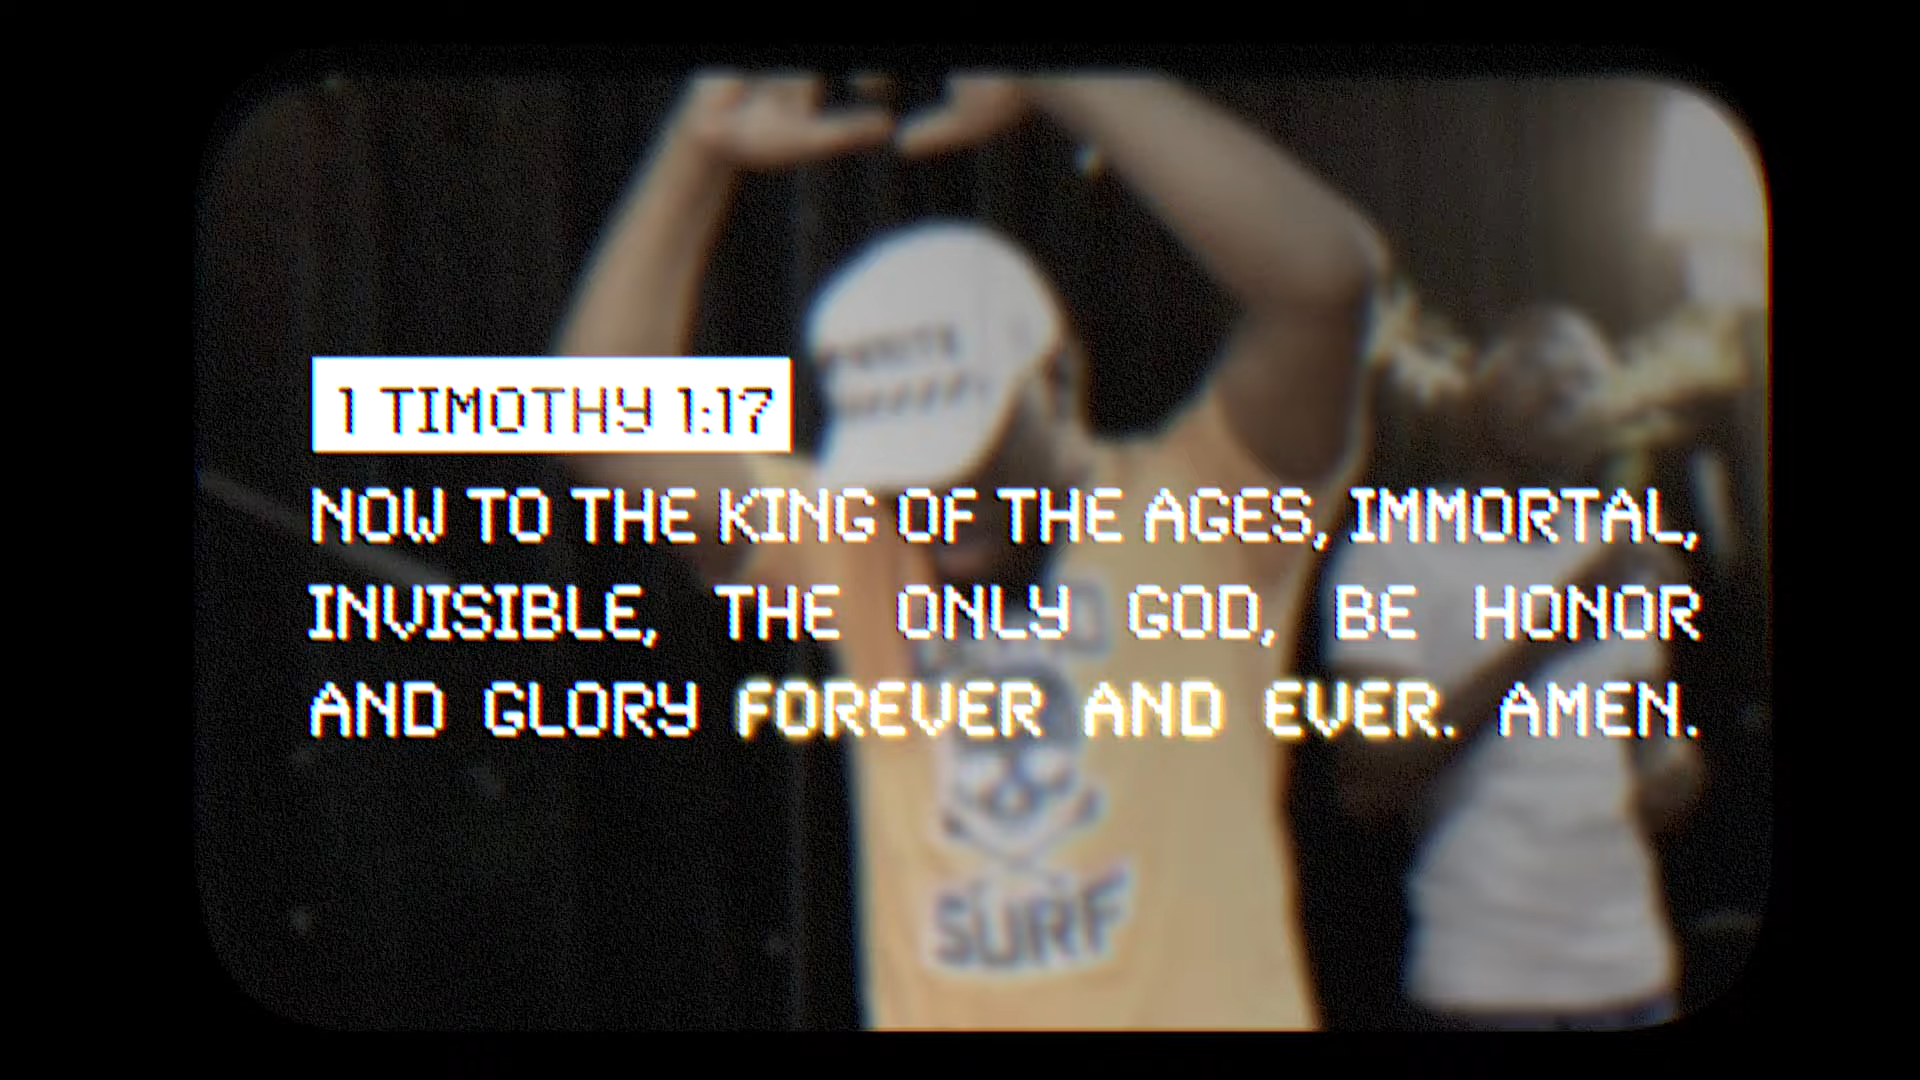 1 TIMOTHY 1:17
NOW TO THE KING OF THE AGES, IMMORTAL,
INVISIBLE, THE ONLY GOD, BE HONOR
AND GLORY FOREVER AND EVER. AMEN.
SURF